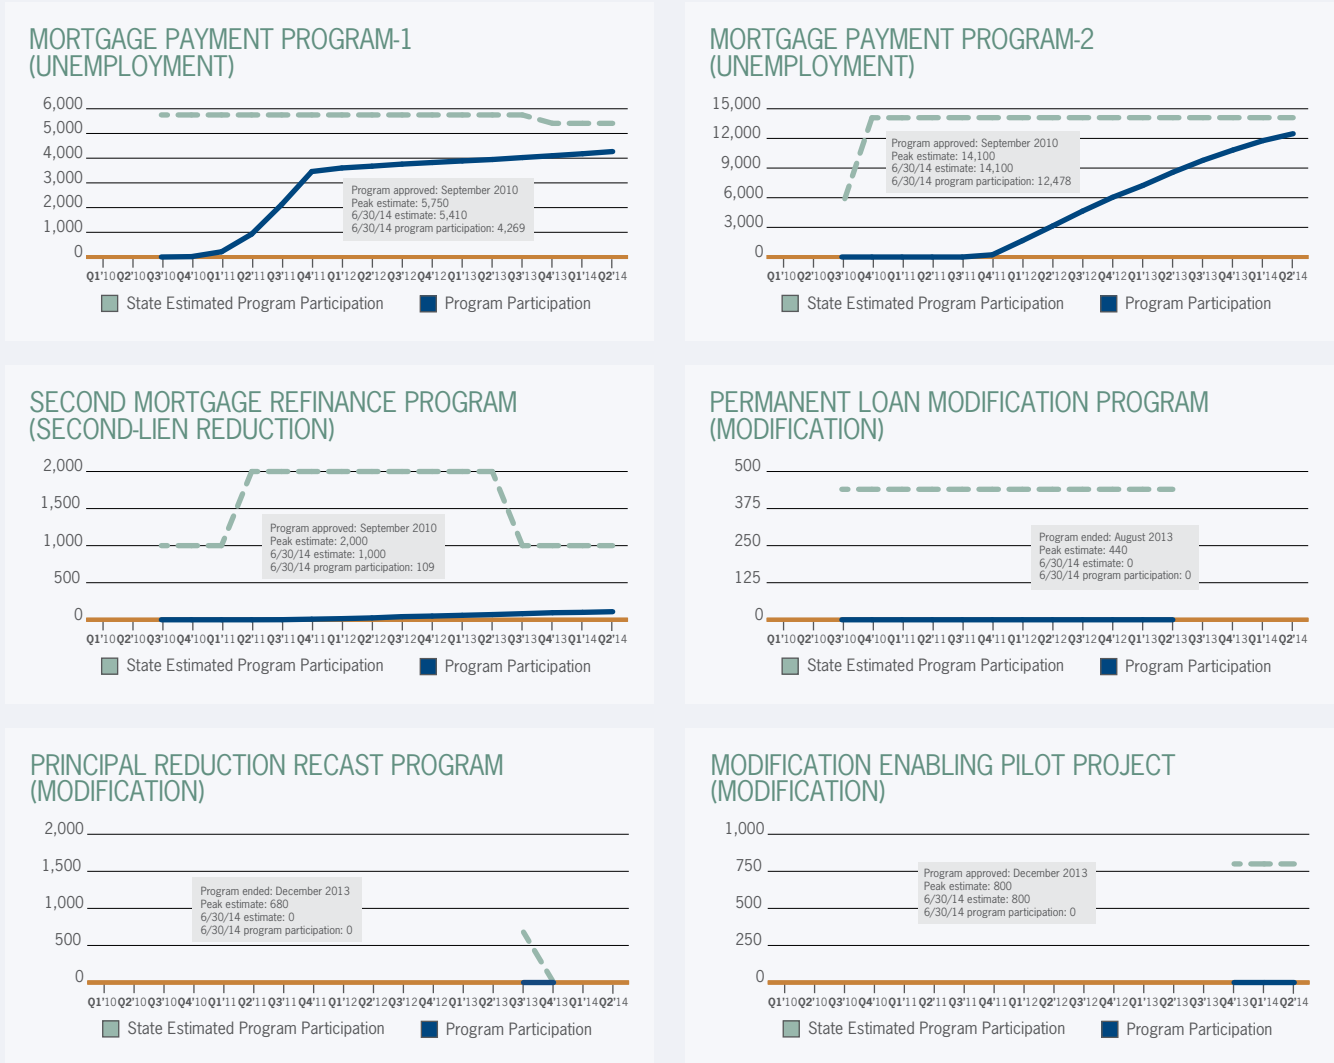 MORTGAGE PAYMENT PROGRAM-1
(UNEMPLOYMENT)
6,000
5,000
4,000
3,000
2,000
1,000
0
Program approved: September 2010
Peak estimate: 5,750
6/30/14 estimate: 5,410
6/30/14 program participation: 4,269
Q1'10 Q2'10 Q3'10 Q4'10 Q1'11 Q2'11 Q3'11 Q4'11 Q1'12 Q2'12 Q3'12 Q4'12 Q1'13 Q2'13 Q3'13 Q4'13 Q1'14 Q2'14
State Estimated Program Participation Program Participation
MORTGAGE PAYMENT PROGRAM-2
(UNEMPLOYMENT)
15,000
12,000
9,000
6,000
3,000
0
Program approved: September 2010
Peak estimate: 14,100
6/30/14 estimate: 14,100
6/30/14 program participation: 12,478
Q1'10 Q2'10 Q3'10 Q4'10 Q1'11 Q2'11 Q3'11 Q4'11 Q1'12 Q2'12 Q3'12 Q4'12 Q1'13 Q2'13 Q3'13 Q4'13 Q1'14 Q2'14
State Estimated Program Participation Program Participation
SECOND MORTGAGE REFINANCE PROGRAM
(SECOND-LIEN REDUCTION)
2,000
1,500
1,000
500
0
Program approved: September 2010
Peak estimate: 2,000
6/30/14 estimate: 1,000
6/30/14 program participation: 109
Q1'10 Q2'10 Q3'10 Q4'10 Q1'11 Q2'11 Q3'11 Q4'11 Q1'12 Q2'12 Q3'12 Q4'12 Q1'13 Q2'13 Q3'13 Q4'13 Q1'14 Q2'14
State Estimated Program Participation Program Participation
PERMANENT LOAN MODIFICATION PROGRAM
(MODIFICATION)
500
375
250
125
0
Program ended: August 2013
Peak estimate: 440
6/30/14 estimate: 0
6/30/14 program participation: 0
Q1'10 Q2'10 Q3'10 Q4'10 Q1'11 Q2'11 Q3'11 Q4'11 Q1'12 Q2'12 Q3'12 Q4'12 Q1'13 Q2'13 Q3'13 Q4'13 Q1'14 Q2'14
State Estimated Program Participation Program Participation
PRINCIPAL REDUCTION RECAST PROGRAM
(MODIFICATION)
2,000
1,500
1,000
500
0
Program ended: December 2013
Peak estimate: 680
6/30/14 estimate: 0
6/30/14 program participation: 0
Q1'10 Q2'10 Q3'10 Q4'10 Q1'11 Q2'11 Q3'11 Q4'11 Q1'12 Q2'12 Q3'12 Q4'12 Q1'13 Q2'13 Q3'13 Q4'13 Q1'14 Q2'14
State Estimated Program Participation Program Participation
MODIFICATION ENABLING PILOT PROJECT
(MODIFICATION)
1,000
750
500
250
0
Program approved: December 2013
Peak estimate: 800
6/30/14 estimate: 800
6/30/14 program participation: 0
Q1'10 Q2'10 Q3'10 Q4'10 Q1'11 Q2'11 Q3'11 Q4'11 Q1'12 Q2'12 Q3'12 Q4'12 Q1'13 Q2'13 Q3'13 Q4'13 Q1'14 Q2'14
State Estimated Program Participation Program Participation